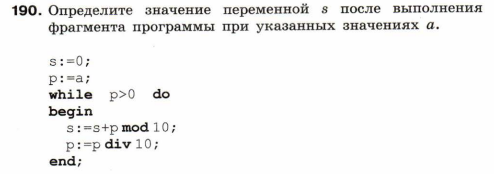 190. Определите значение переменной s после выполнения
фрагмента программы при указанных значениях a.
s:=0;
p:=a;
while p>0 do
begin
s:=s+p mod 10;
p:=p div 10;
end;